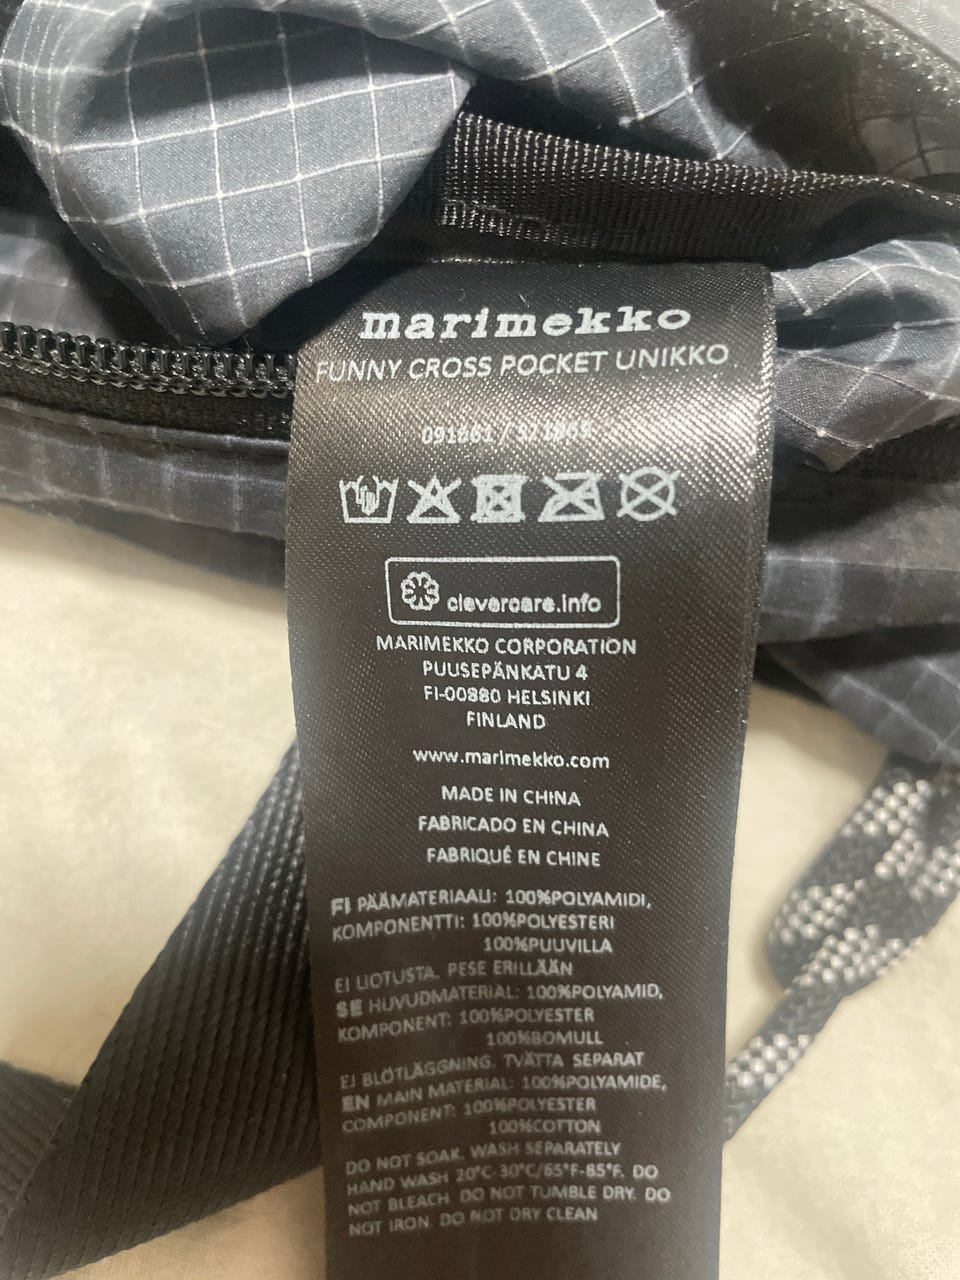 marimekko
FUNNY CROSS POCKET UNIKKO
clevercare.info
MARIMEKKO CORPORATION
PUUSEPÄNKATU 4
FI-00880 HELSINKI
FINLAND
www.marimekko.com
MADE IN CHINA
FABRICADO EN CHINA
FABRIQUÉ EN CHINE
FI PÄÄMATERIAALI: 100%POLYAMIDI,
KOMPONENTTI: 100%POLYESTERI
100%PUUVILLA
EI LIOTUSTA. PESE ERILLÄÄN
SE HUVUDMATERIAL: 100%POLYAMID,
KOMPONENT: 100%POLYESTER
100%BOMULL
EJ BLÖTLÄGGNING. TVÄTTA SEPARAT
EN MAIN MATERIAL: 100%POLYAMIDE,
COMPONENT: 100%POLYESTER
100%COTTON
DO NOT SOAK. WASH SEPARATELY
HAND WASH 20°C-30°C/65°F-85°F. DO
NOT BLEACH. DO NOT TUMBLE DRY. DO
NOT IRON. DO NOT DRY CLEAN